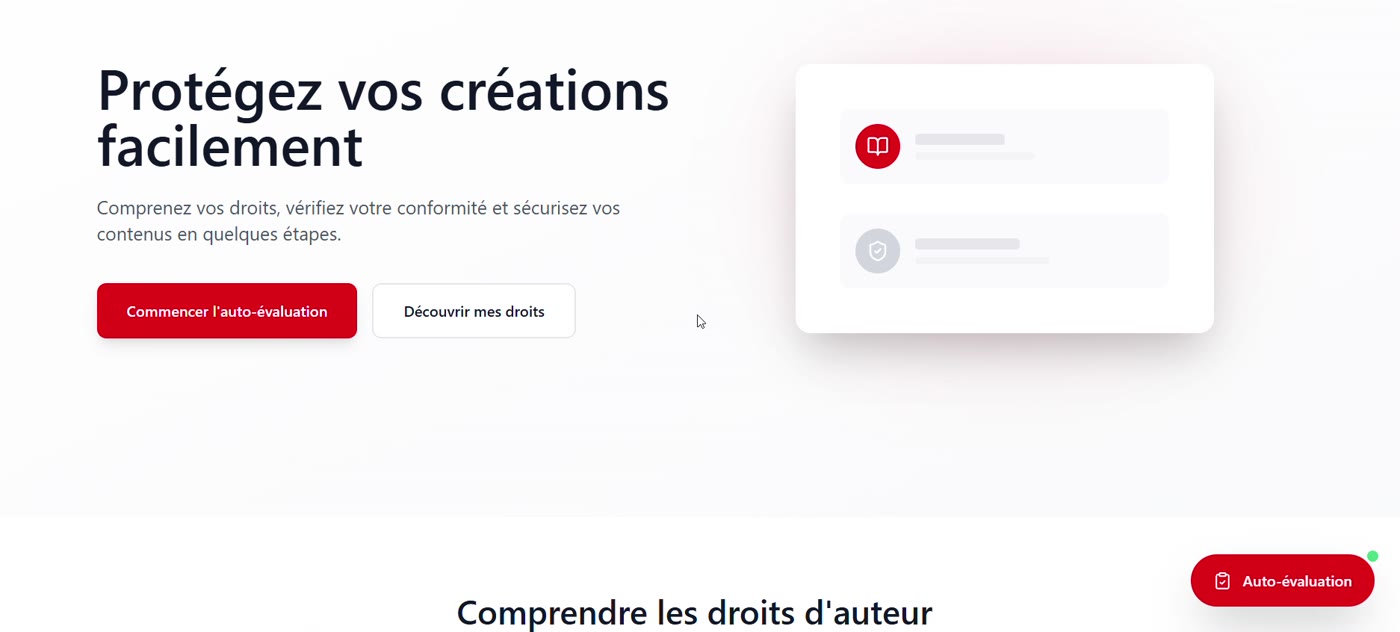 Protégez vos créations
facilement
Comprenez vos droits, vérifiez votre conformité et sécurisez vos
contenus en quelques étapes.
Commencer l'auto-évaluation
Découvrir mes droits
Auto-évaluation
Comprendre les droits d'auteur